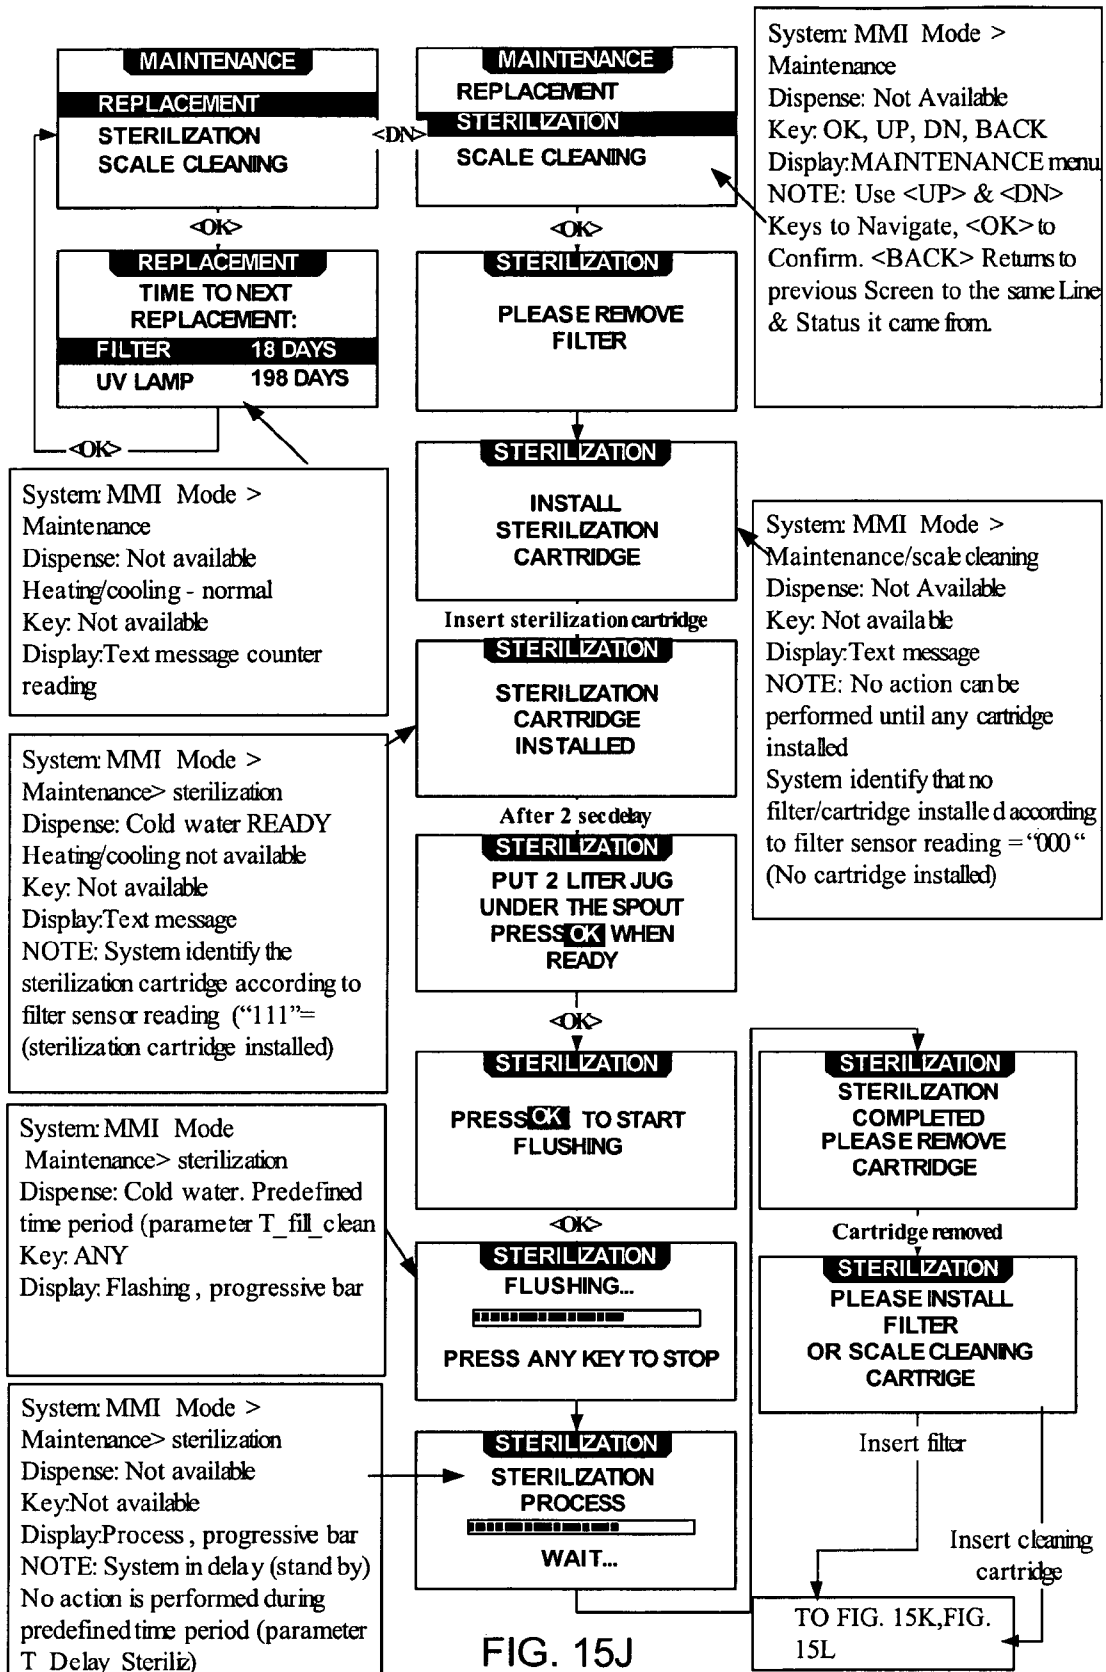 MAINTENANCE
REPLACEMENT
STERILIZATION
SCALE CLEANING
<DN>
MAINTENANCE
REPLACEMENT
STERILIZATION
SCALE CLEANING
System: MMI Mode >
Maintenance
Dispense: Not Available
Key: OK, UP, DN, BACK
Display:MAINTENANCE menu
NOTE: Use <UP> & <DN>
Keys to Navigate, <OK> to
Confirm. <BACK> Returns to
previous Screen to the same Line
& Status it came from.
<OK>
REPLACEMENT
TIME TO NEXT
REPLACEMENT:
FILTER 18 DAYS
UV LAMP 198 DAYS
<OK>
<OK>
STERILIZATION
PLEASE REMOVE
FILTER
System: MMI Mode >
Maintenance
Dispense: Not available
Heating/cooling - normal
Key: Not available
Display:Text message counter
reading
STERILIZATION
INSTALL
STERILIZATION
CARTRIDGE
System: MMI Mode >
Maintenance/scale cleaning
Dispense: Not Available
Key: Not available
Display:Text message
NOTE: No action can be
performed until any cartridge
installed
System identify that no
filter/cartridge installed according
to filter sensor reading = “000“
(No cartridge installed)
Insert sterilization cartridge
STERILIZATION
STERILIZATION
CARTRIDGE
INSTALLED
System: MMI Mode >
Maintenance> sterilization
Dispense: Cold water READY
Heating/cooling not available
Key: Not available
Display:Text message
NOTE: System identify the
sterilization cartridge according to
filter sensor reading (“111”=
(sterilization cartridge installed)
After 2 sec delay
STERILIZATION
PUT 2 LITER JUG
UNDER THE SPOUT
PRESS OK WHEN
READY
<OK>
STERILIZATION
PRESS OK TO START
FLUSHING
<OK>
System: MMI Mode
Maintenance> sterilization
Dispense: Cold water. Predefined
time period (parameter T_fill_clean
Key: ANY
Display: Flashing , progressive bar
STERILIZATION
FLUSHING...
PRESS ANY KEY TO STOP
System: MMI Mode >
Maintenance> sterilization
Dispense: Not available
Key:Not available
Display:Process , progressive bar
NOTE: System in delay (stand by)
No action is performed during
predefined time period (parameter
T_Delay_Steriliz)
STERILIZATION
STERILIZATION
PROCESS
WAIT...
STERILIZATION
STERILIZATION
COMPLETED
PLEASE REMOVE
CARTRIDGE
Cartridge removed
STERILIZATION
PLEASE INSTALL
FILTER
OR SCALE CLEANING
CARTRIGE
Insert filter
Insert cleaning
cartridge
TO FIG. 15K,FIG.
15L
FIG. 15J